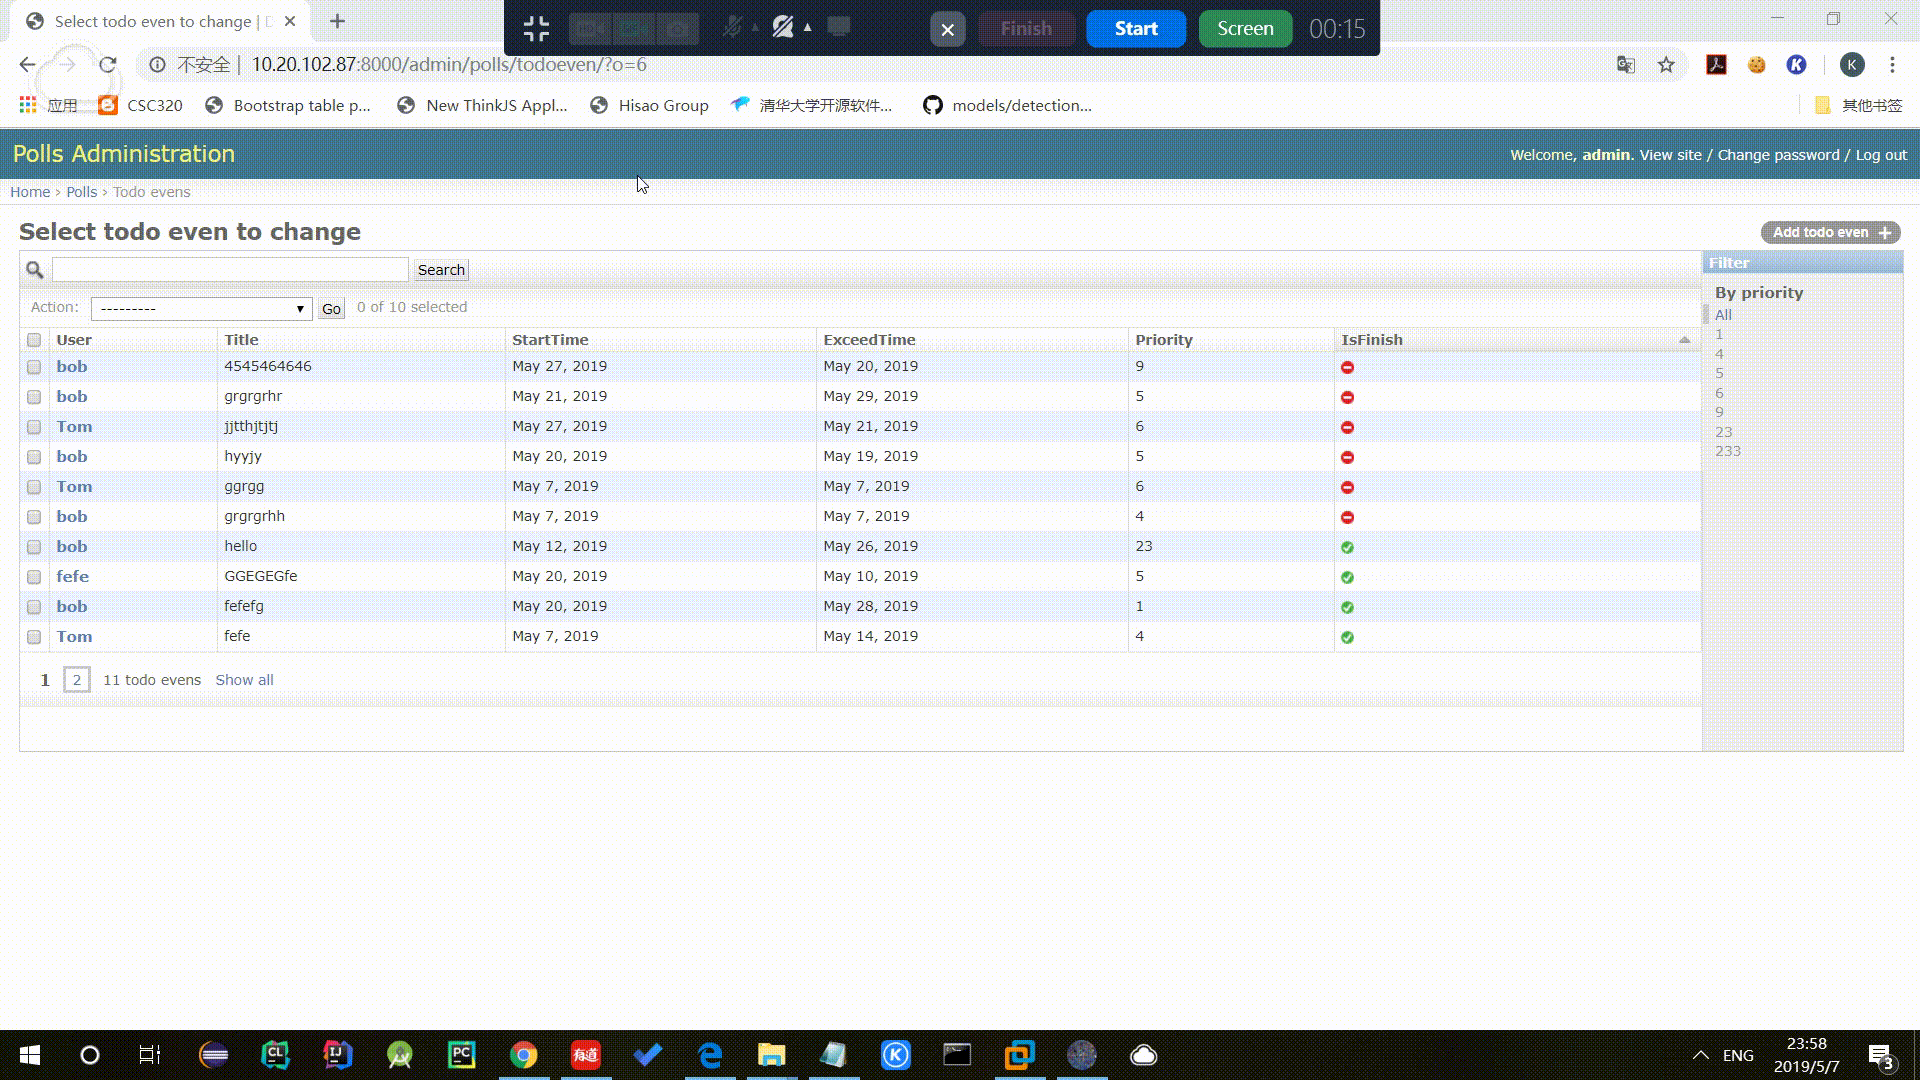 Select todo even to change | D
Finish
Start
Screen
00:15
不安全 | 10.20.102.87:8000/admin/polls/todoeven/?o=6
K
K
应用
CSC320
Bootstrap table p...
New ThinkJS Appl...
Hisao Group
清华大学开源软件...
models/detection...
其他书签
Polls Administration
Welcome, admin. View site / Change password / Log out
Home › Polls › Todo evens
Select todo even to change
Add todo even +
Search
Filter
Action: --------- Go 0 of 10 selected
By priority
All
1
4
5
6
9
23
233
User Title StartTime ExceedTime Priority IsFinish
bob 4545464646 May 27, 2019 May 20, 2019 9
bob grgrgrhr May 21, 2019 May 29, 2019 5
Tom jjtthjtjtj May 27, 2019 May 21, 2019 6
bob hyyjy May 20, 2019 May 19, 2019 5
Tom ggrgg May 7, 2019 May 7, 2019 6
bob grgrgrhh May 7, 2019 May 7, 2019 4
bob hello May 12, 2019 May 26, 2019 23
fefe GGEGEGfe May 20, 2019 May 10, 2019 5
bob fefefg May 20, 2019 May 28, 2019 1
Tom fefe May 7, 2019 May 14, 2019 4
1 2 11 todo evens Show all
CL
IJ
PC
有道
K
ENG
23:58
2019/5/7
3